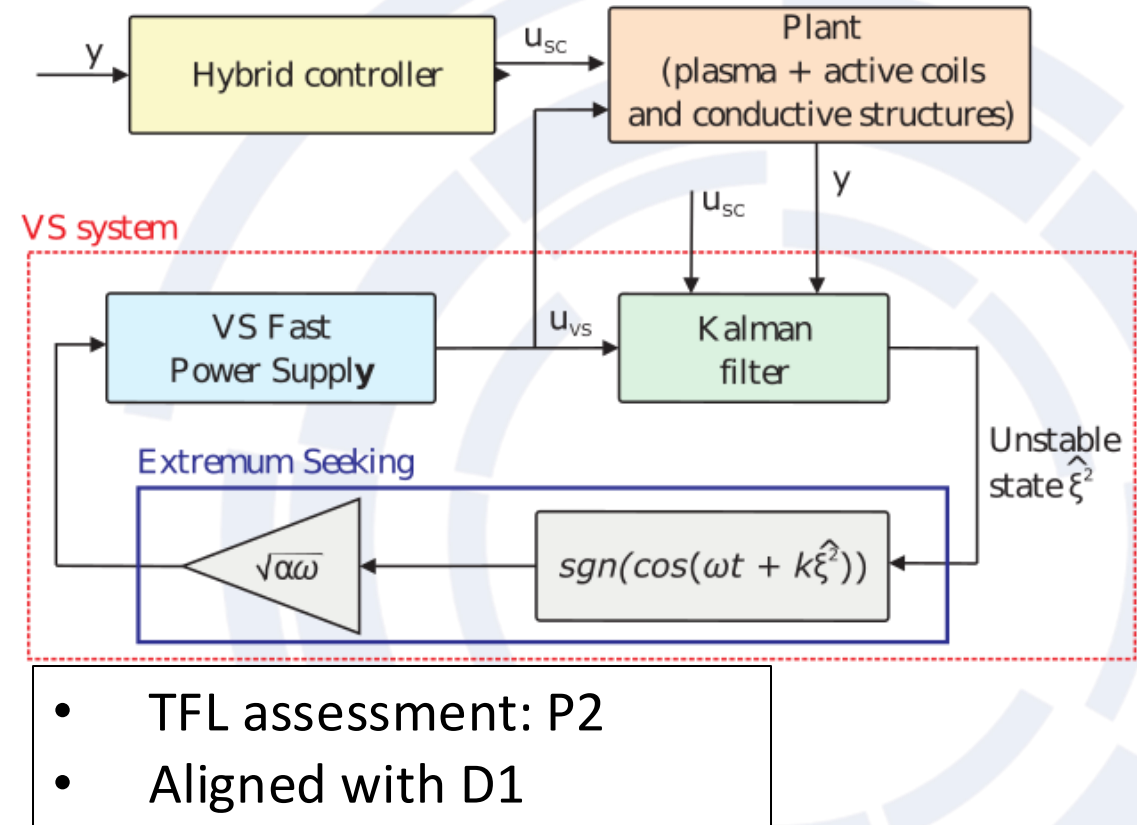 y
Hybrid controller
u_sc
Plant
(plasma + active coils
and conductive structures)
y
u_sc
VS system
VS Fast
Power Supply
u_vs
Kalman
filter
Unstable
state ξ̂²
Extremum Seeking
√αω
sgn(cos(ωt + kξ̂²))
• TFL assessment: P2
• Aligned with D1